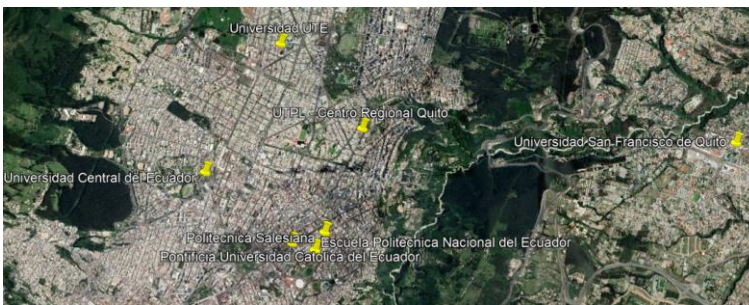 Universidad UTE
UTPL - Centro Regional Quito
Universidad San Francisco de Quito
Universidad Central del Ecuador
Politecnica Salesiana
Escuela Politecnica Nacional del Ecuador
Pontificia Universidad Catolica del Ecuador